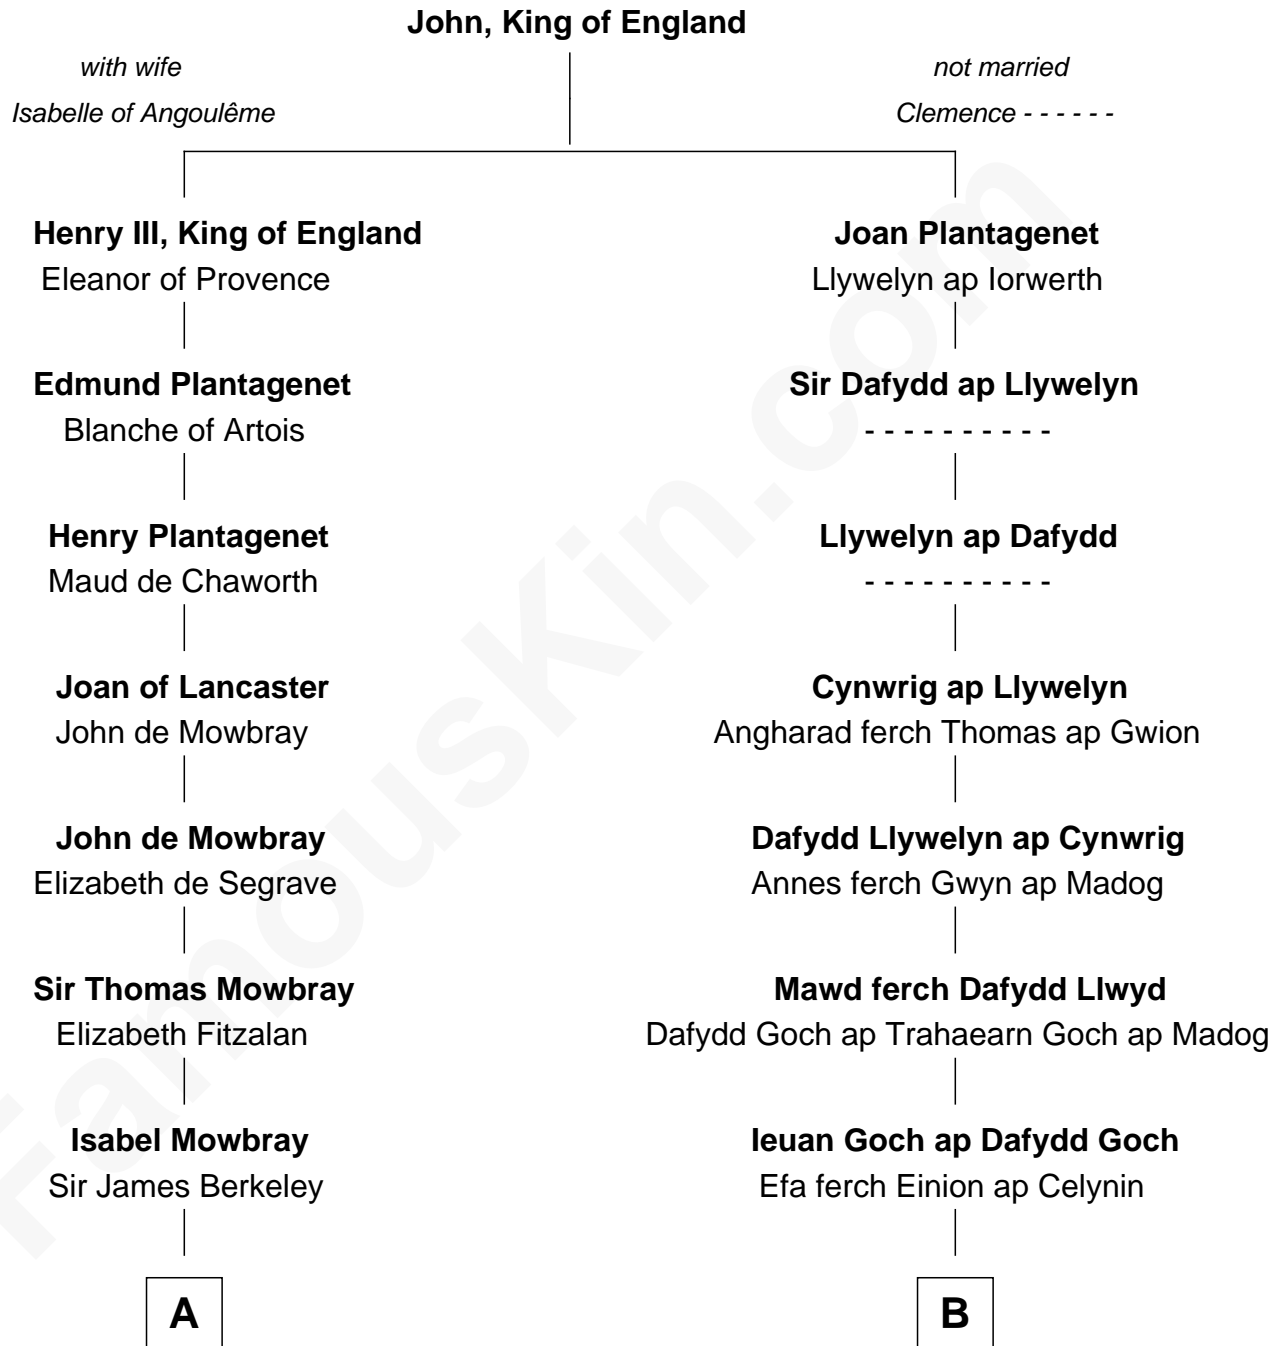 John, King of England
with wife
Isabelle of Angoulême
not married
Clemence - - - - - -
Henry III, King of England
Eleanor of Provence
Edmund Plantagenet
Blanche of Artois
Henry Plantagenet
Maud de Chaworth
Joan of Lancaster
John de Mowbray
John de Mowbray
Elizabeth de Segrave
Sir Thomas Mowbray
Elizabeth Fitzalan
Isabel Mowbray
Sir James Berkeley
A
Joan Plantagenet
Llywelyn ap Iorwerth
Sir Dafydd ap Llywelyn
- - - - - - - - - -
Llywelyn ap Dafydd
- - - - - - - - - -
Cynwrig ap Llywelyn
Angharad ferch Thomas ap Gwion
Dafydd Llywelyn ap Cynwrig
Annes ferch Gwyn ap Madog
Mawd ferch Dafydd Llwyd
Dafydd Goch ap Trahaearn Goch ap Madog
Ieuan Goch ap Dafydd Goch
Efa ferch Einion ap Celynin
B
FamousKin.com